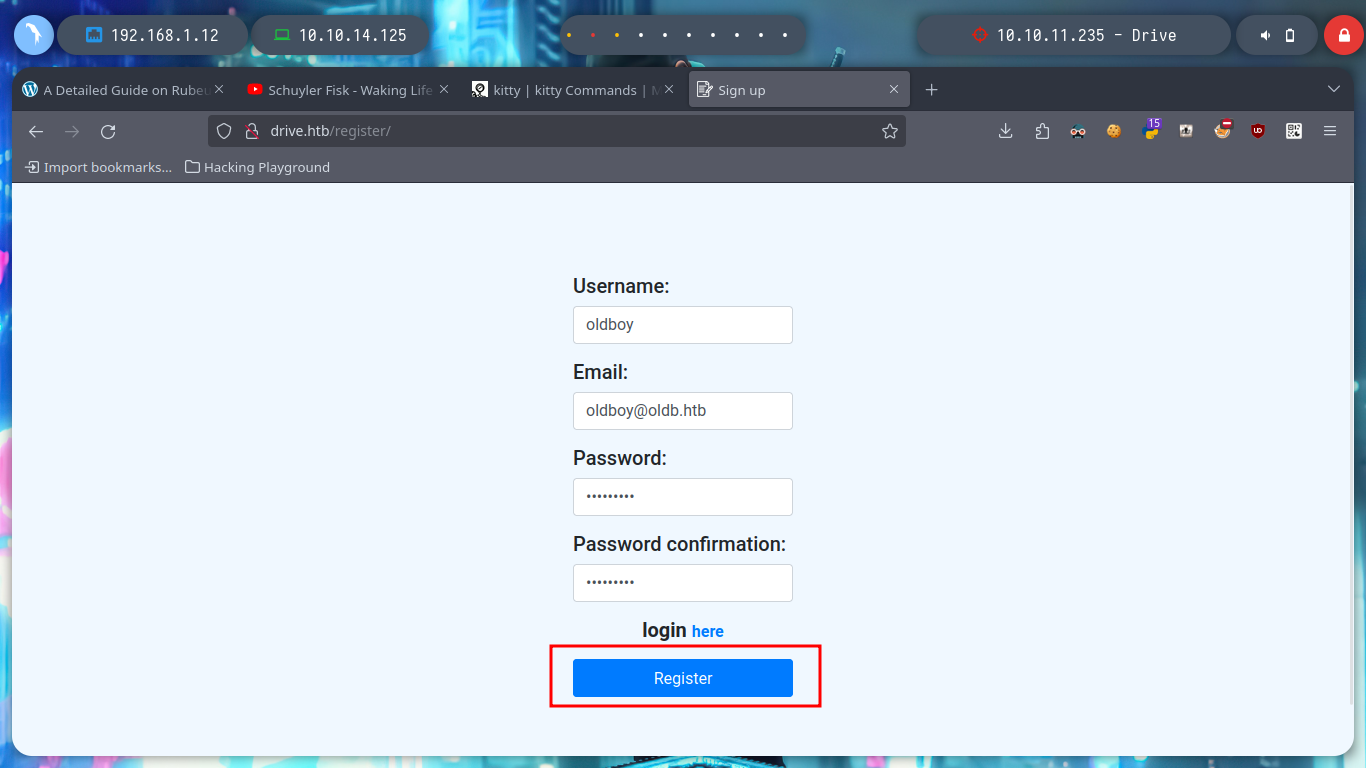 192.168.1.12 10.10.14.125 10.10.11.235 - Drive
A Detailed Guide on Rubeu Schuyler Fisk - Waking Life kitty | kitty Commands | M Sign up
drive.htb/register/ 15 UD
Import bookmarks... Hacking Playground
Username:
oldboy
Email:
oldboy@oldb.htb
Password:
•••••••••
Password confirmation:
•••••••••
login here
Register